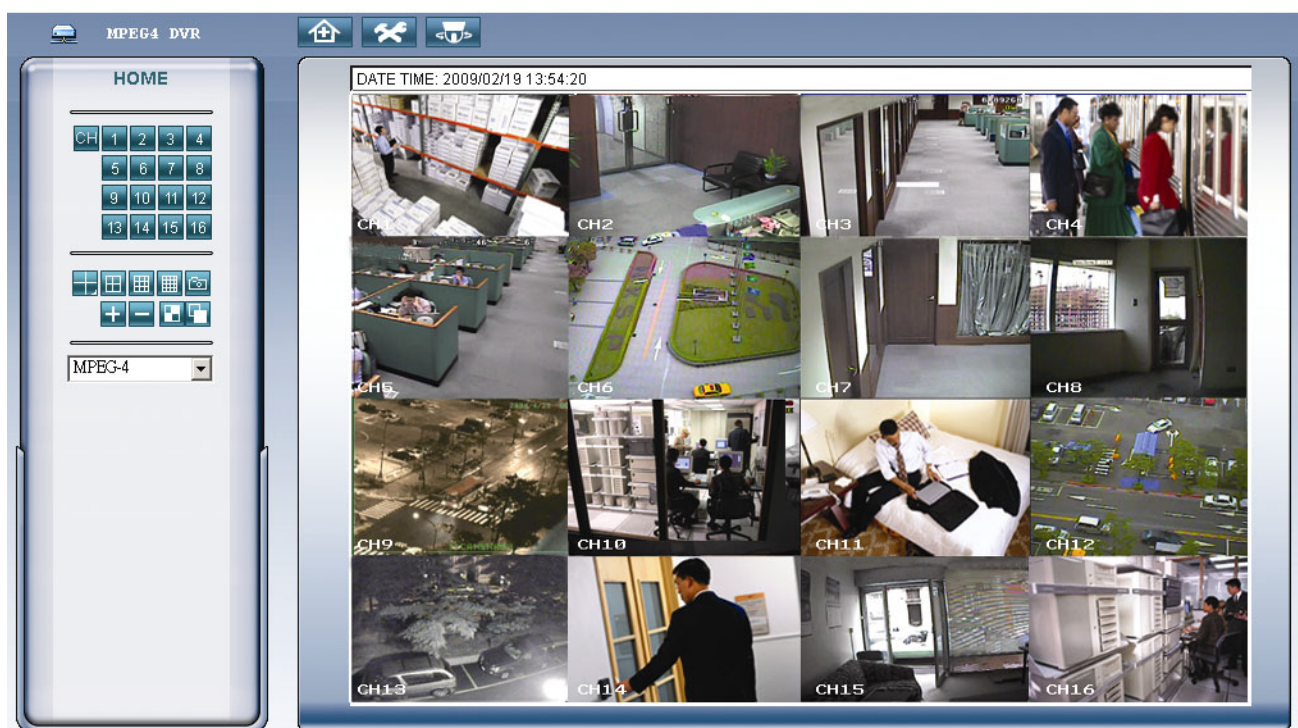 MPEG4 DVR
HOME
CH 1 2 3 4
5 6 7 8
9 10 11 12
13 14 15 16
MPEG-4
DATE TIME: 2009/02/19 13:54:20
CH1 CH2 CH3 CH4
CH5 CH6 CH7 CH8
CH9 CH10 CH11 CH12
CH13 CH14 CH15 CH16